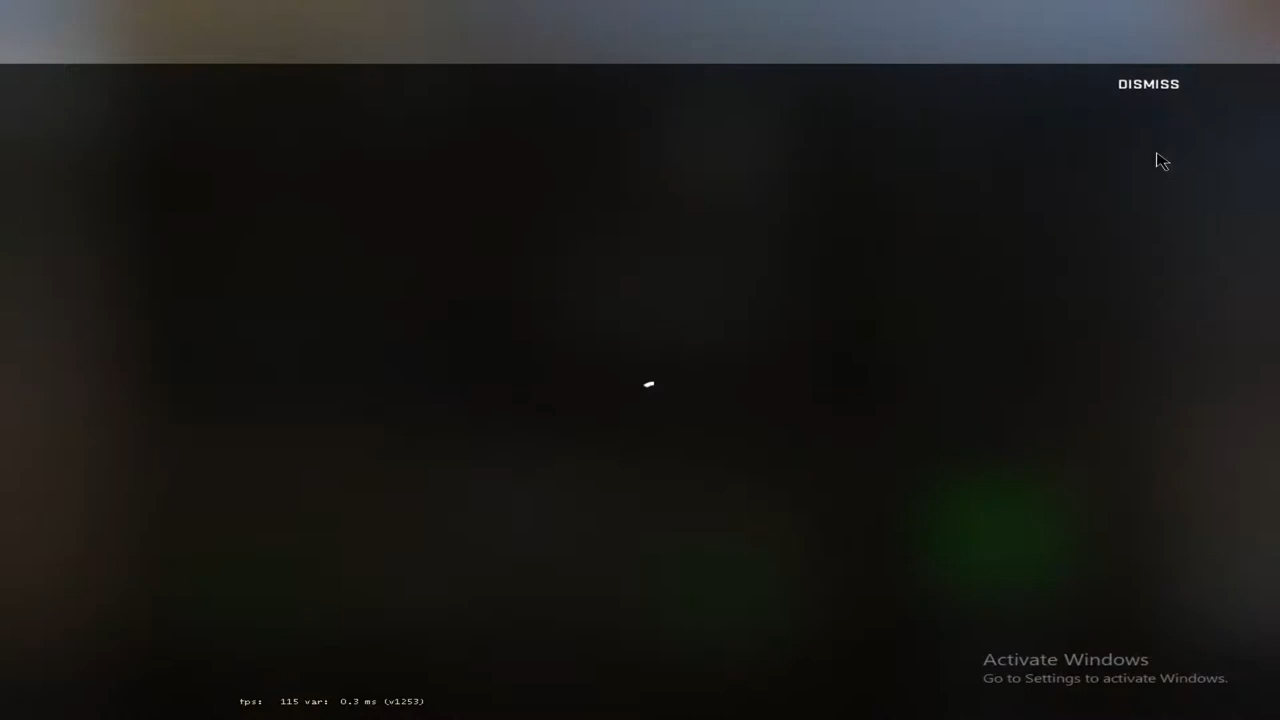 DISMISS
Activate Windows
Go to Settings to activate Windows.
fps: 115 var: 0.3 ms (v1253)